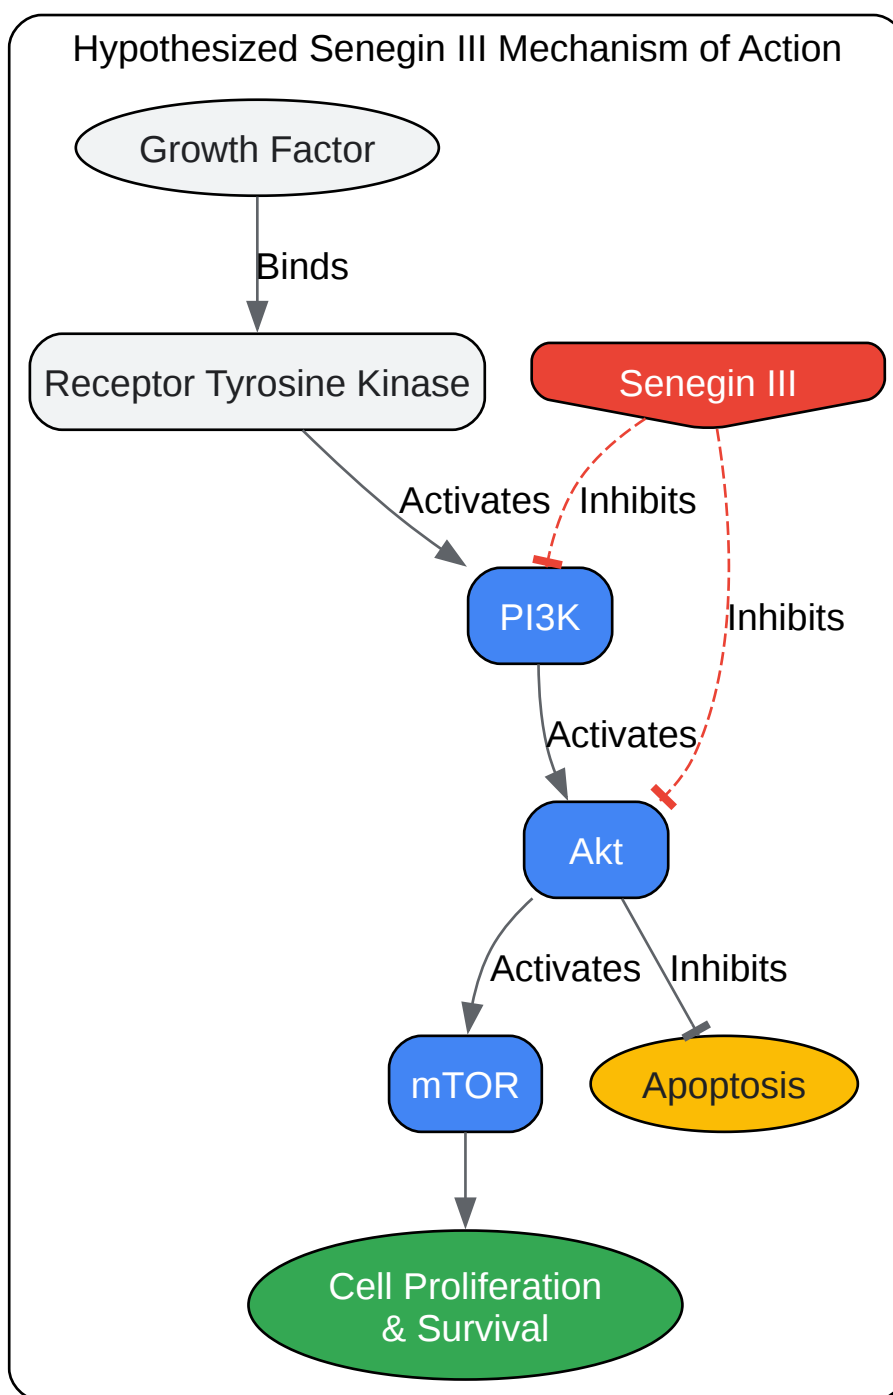 Hypothesized Senegin III Mechanism of Action
Growth Factor
Binds
Receptor Tyrosine Kinase
Senegin III
Activates
Inhibits
PI3K
Inhibits
Activates
Akt
Activates
Inhibits
mTOR
Apoptosis
Cell Proliferation
& Survival